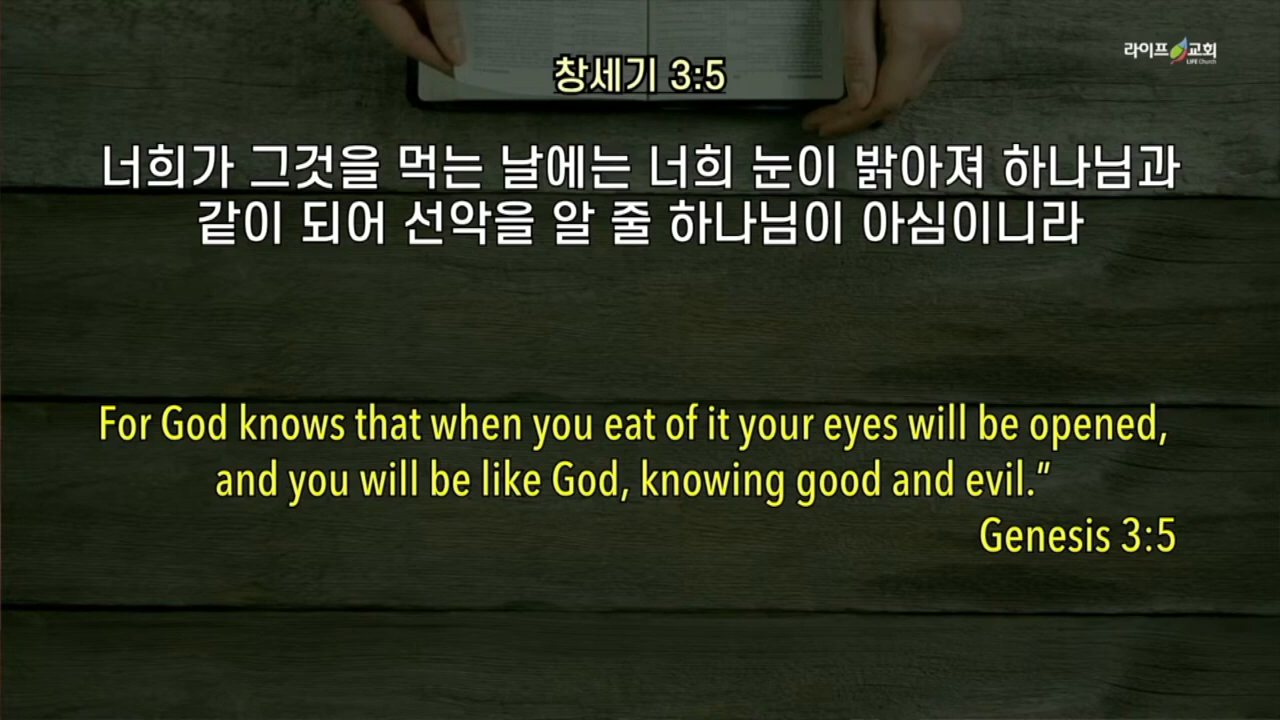 라이프교회
LIFE Church
창세기 3:5
너희가 그것을 먹는 날에는 너희 눈이 밝아져 하나님과
같이 되어 선악을 알 줄 하나님이 아심이니라
For God knows that when you eat of it your eyes will be opened,
and you will be like God, knowing good and evil.”
Genesis 3:5